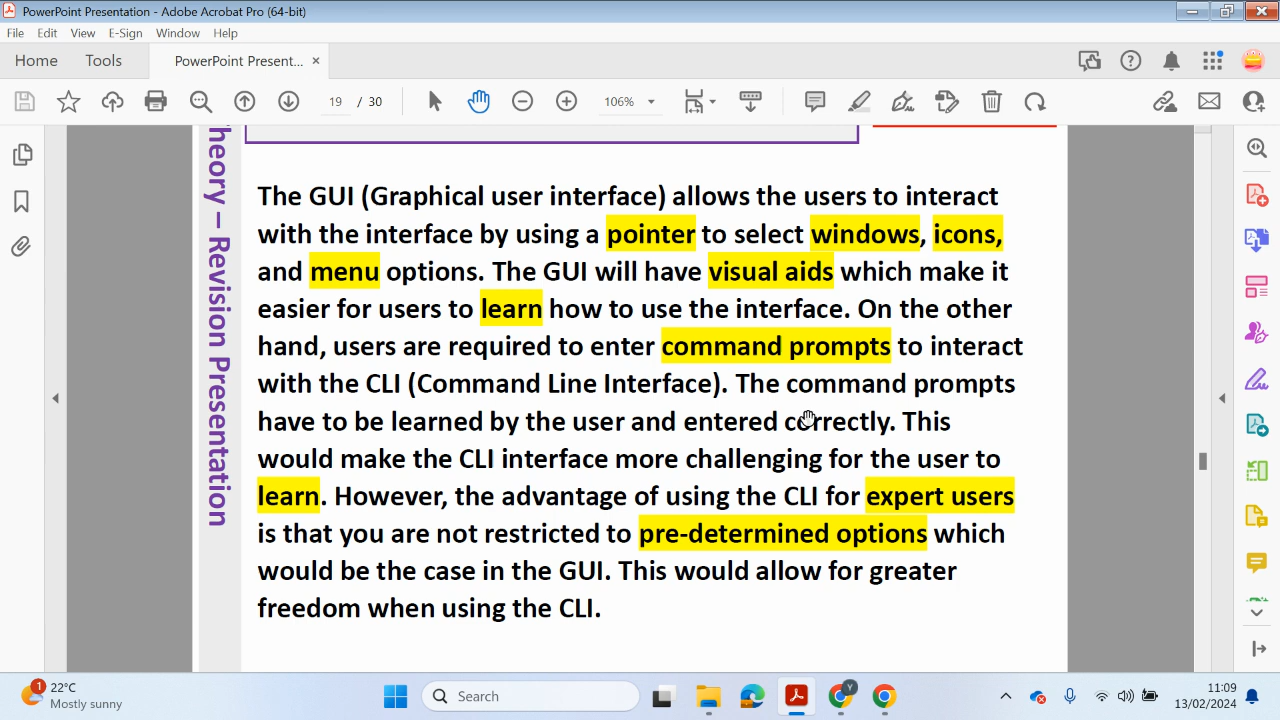 PowerPoint Presentation - Adobe Acrobat Pro (64-bit)
File Edit View E-Sign Window Help
Home Tools PowerPoint Present... ×
19 / 30 106%
heory – Revision Presentation
The GUI (Graphical user interface) allows the users to interact
with the interface by using a pointer to select windows, icons,
and menu options. The GUI will have visual aids which make it
easier for users to learn how to use the interface. On the other
hand, users are required to enter command prompts to interact
with the CLI (Command Line Interface). The command prompts
have to be learned by the user and entered correctly. This
would make the CLI interface more challenging for the user to
learn. However, the advantage of using the CLI for expert users
is that you are not restricted to pre-determined options which
would be the case in the GUI. This would allow for greater
freedom when using the CLI.
1
22°C
Mostly sunny
Search
Y
11:09
13/02/2024